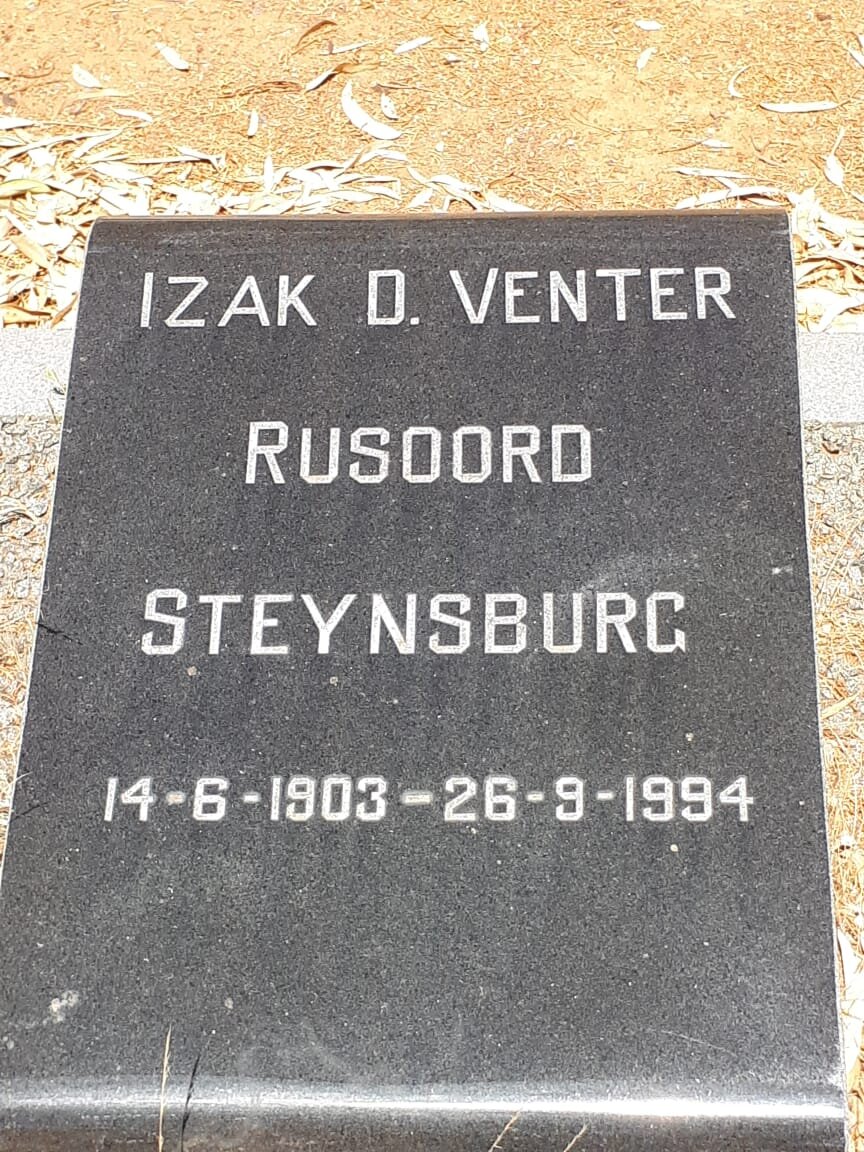 IZAK D. VENTER
RUSOORD
STEYNSBURG
14-6-1903-26-9-1994